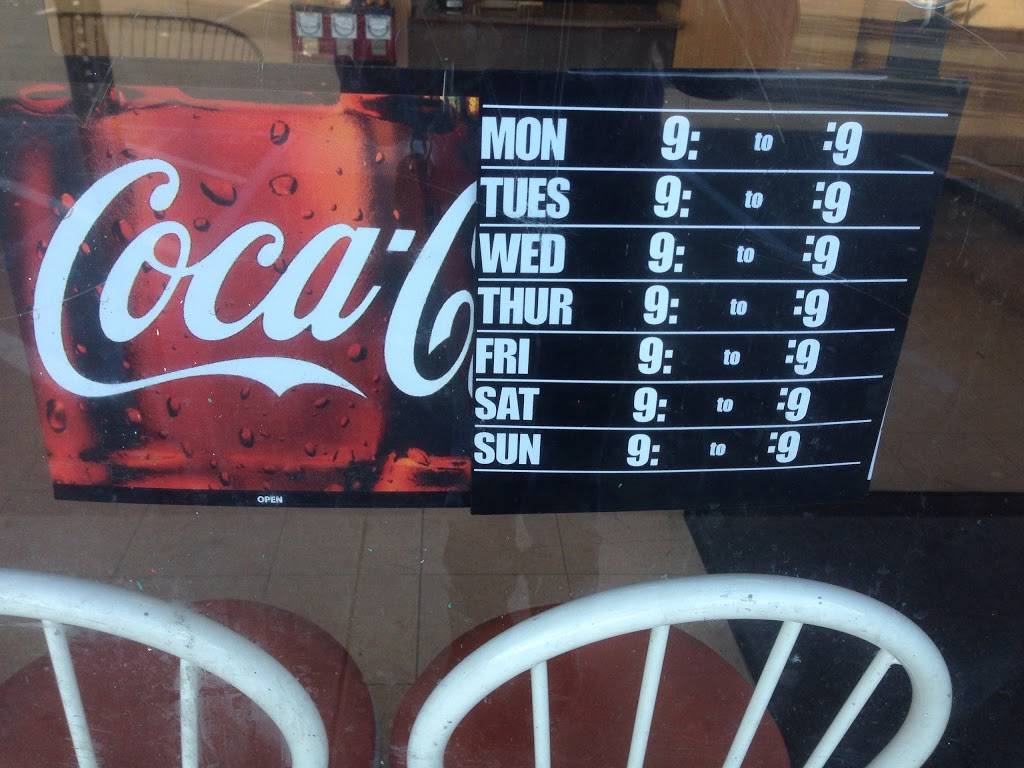 Coca-C
MON 9: to :9
TUES 9: to :9
WED 9: to :9
THUR 9: to :9
FRI 9: to :9
SAT 9: to :9
SUN 9: to :9
OPEN